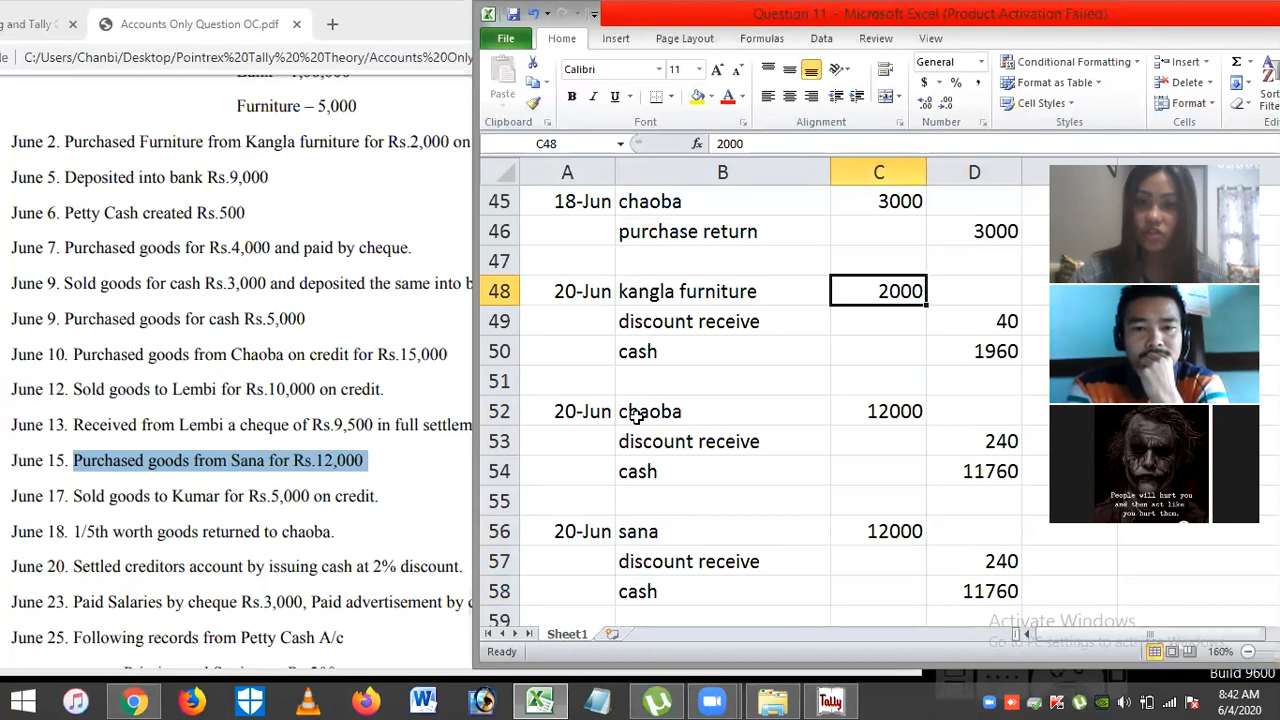 ng and Tally C
Accounts Only Question OC.pdf
C:/Users/Chanbi/Desktop/Pointrex%20Tally%20%20Theory/Accounts%20Onl
Furniture – 5,000
June 2. Purchased Furniture from Kangla furniture for Rs.2,000 on
June 5. Deposited into bank Rs.9,000
June 6. Petty Cash created Rs.500
June 7. Purchased goods for Rs.4,000 and paid by cheque.
June 9. Sold goods for cash Rs.3,000 and deposited the same into b
June 9. Purchased goods for cash Rs.5,000
June 10. Purchased goods from Chaoba on credit for Rs.15,000
June 12. Sold goods to Lembi for Rs.10,000 on credit.
June 13. Received from Lembi a cheque of Rs.9,500 in full settlem
June 15. Purchased goods from Sana for Rs.12,000
June 17. Sold goods to Kumar for Rs.5,000 on credit.
June 18. 1/5th worth goods returned to chaoba.
June 20. Settled creditors account by issuing cash at 2% discount.
June 23. Paid Salaries by cheque Rs.3,000, Paid advertisement by c
June 25. Following records from Petty Cash A/c
Question 11 - Microsoft Excel (Product Activation Failed)
File Home Insert Page Layout Formulas Data Review View
Paste
Calibri 11
B I U
General
Conditional Formatting
Format as Table
Cell Styles
Insert
Delete
Format
Sort
Clipboard Font Alignment Number Styles Cells
C48 fx 2000
A B C D
45 18-Jun chaoba 3000
46 purchase return 3000
47
48 20-Jun kangla furniture 2000
49 discount receive 40
50 cash 1960
51
52 20-Jun chaoba 12000
53 discount receive 240
54 cash 11760
55
56 20-Jun sana 12000
57 discount receive 240
58 cash 11760
59
People will hurt you
and then act like
you hurt them.
Activate Windows
Go to PC settings to activate Windows.
Sheet1
Ready 160%
Build 9600
Tally
8:42 AM
6/4/2020